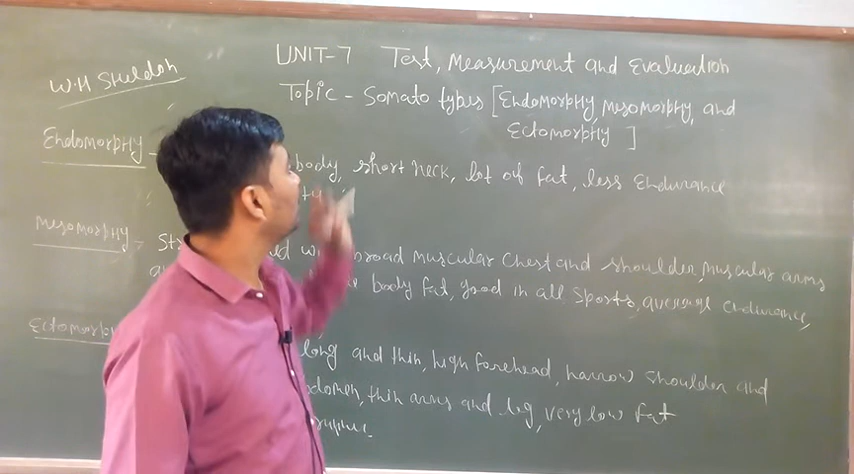 UNIT-7 Test, Measurement and Evaluation
W.H Sheldon
Topic - Somato types [Endomorphy, Mesomorphy, and
Ectomorphy ]
Endomorphy - body, short neck, lot of fat, less Endurance
Mesomorphy - broad muscular chest and shoulder, muscular arms
body fat, good in all sports, average endurance,
Ectomorphy long and thin, high forehead, narrow shoulder and
thin arms and leg, very low fat